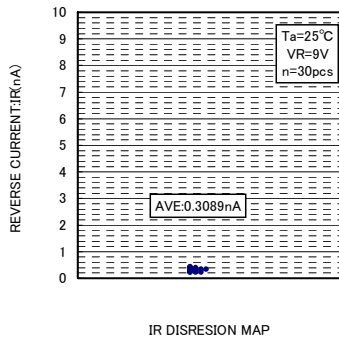 10
9
8
7
6
5
4
3
2
1
0
REVERSE CURRENT:IR(nA)
Ta=25°C
VR=9V
n=30pcs
AVE:0.3089nA
IR DISRESION MAP